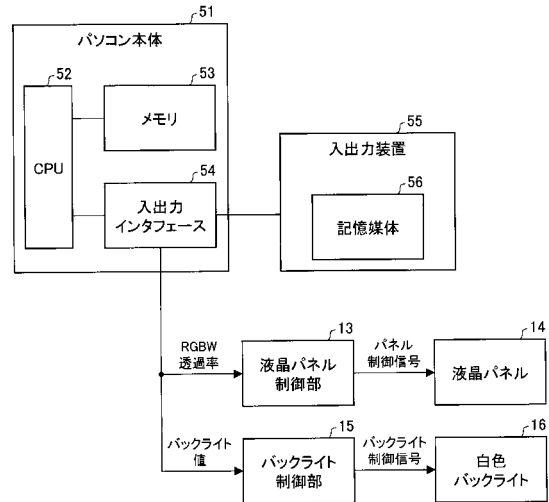 51
パソコン本体
52
53
CPU
メモリ
54
入出力
インタフェース
55
入出力装置
56
記憶媒体
RGBW
透過率
13
液晶パネル
制御部
パネル
制御信号
14
液晶パネル
バックライト
値
15
バックライト
制御部
バックライト
制御信号
16
白色
バックライト